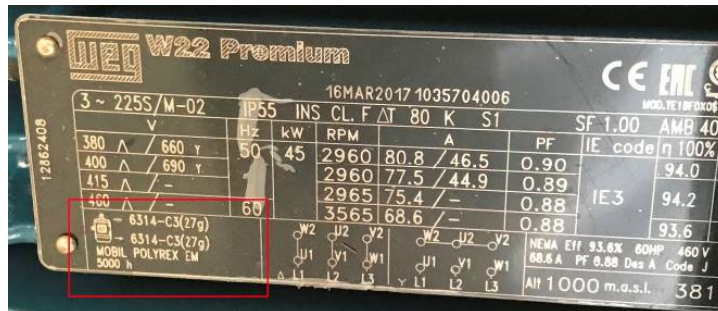 WEG W22 Premium
CE EAC
16MAR2017 1035704006
MOD.TE1BF0X0$
3 ~ 225S/M-02 IP55 INS CL. F ΔT 80 K S1 SF 1.00 AMB 40
V Hz kW RPM A PF IE code η 100%
380 Δ / 660 Y 50 45 2960 80.8 /46.5 0.90 94.0
400 Δ / 690 Y 2960 77.5 /44.9 0.89 IE3 94.2
415 Δ / - 2965 75.4 /- 0.88
460 Δ / - 60 3565 68.6 /- 0.88 93.6
12862408
6314-C3(27g)
6314-C3(27g)
MOBIL POLYREX EM
5000 h
W2 U2 V2 W2 U2 V2
U1 V1 W1 U1 V1 W1
Δ L1 L2 L3 Y L1 L2 L3
NEMA Eff 93.6% 60HP 460 V
68.6 A PF 0.88 Des A Code J
Alt 1000 m.a.s.l. 381